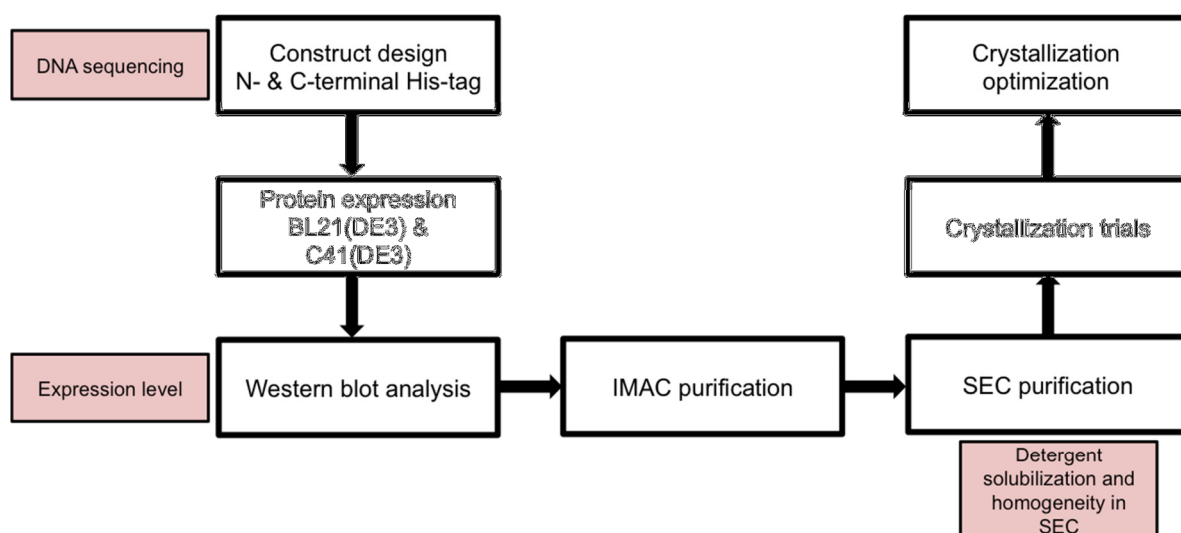 DNA sequencing
Construct design
N- & C-terminal His-tag
Protein expression
BL21(DE3) &
C41(DE3)
Expression level
Western blot analysis
IMAC purification
SEC purification
Detergent
solubilization and
homogeneity in
SEC
Crystallization trials
Crystallization
optimization